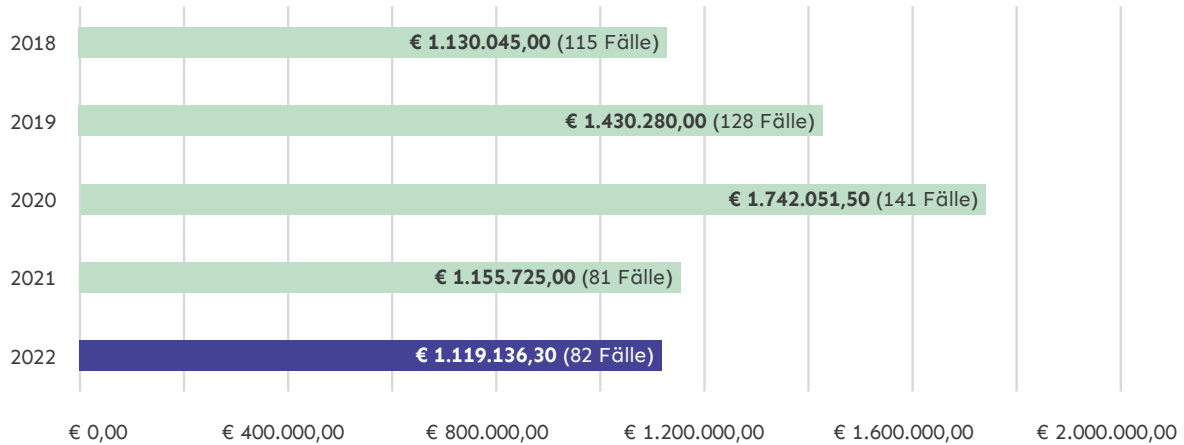 2018 € 1.130.045,00 (115 Fälle)
2019 € 1.430.280,00 (128 Fälle)
2020 € 1.742.051,50 (141 Fälle)
2021 € 1.155.725,00 (81 Fälle)
2022 € 1.119.136,30 (82 Fälle)
€ 0,00 € 400.000,00 € 800.000,00 € 1.200.000,00 € 1.600.000,00 € 2.000.000,00